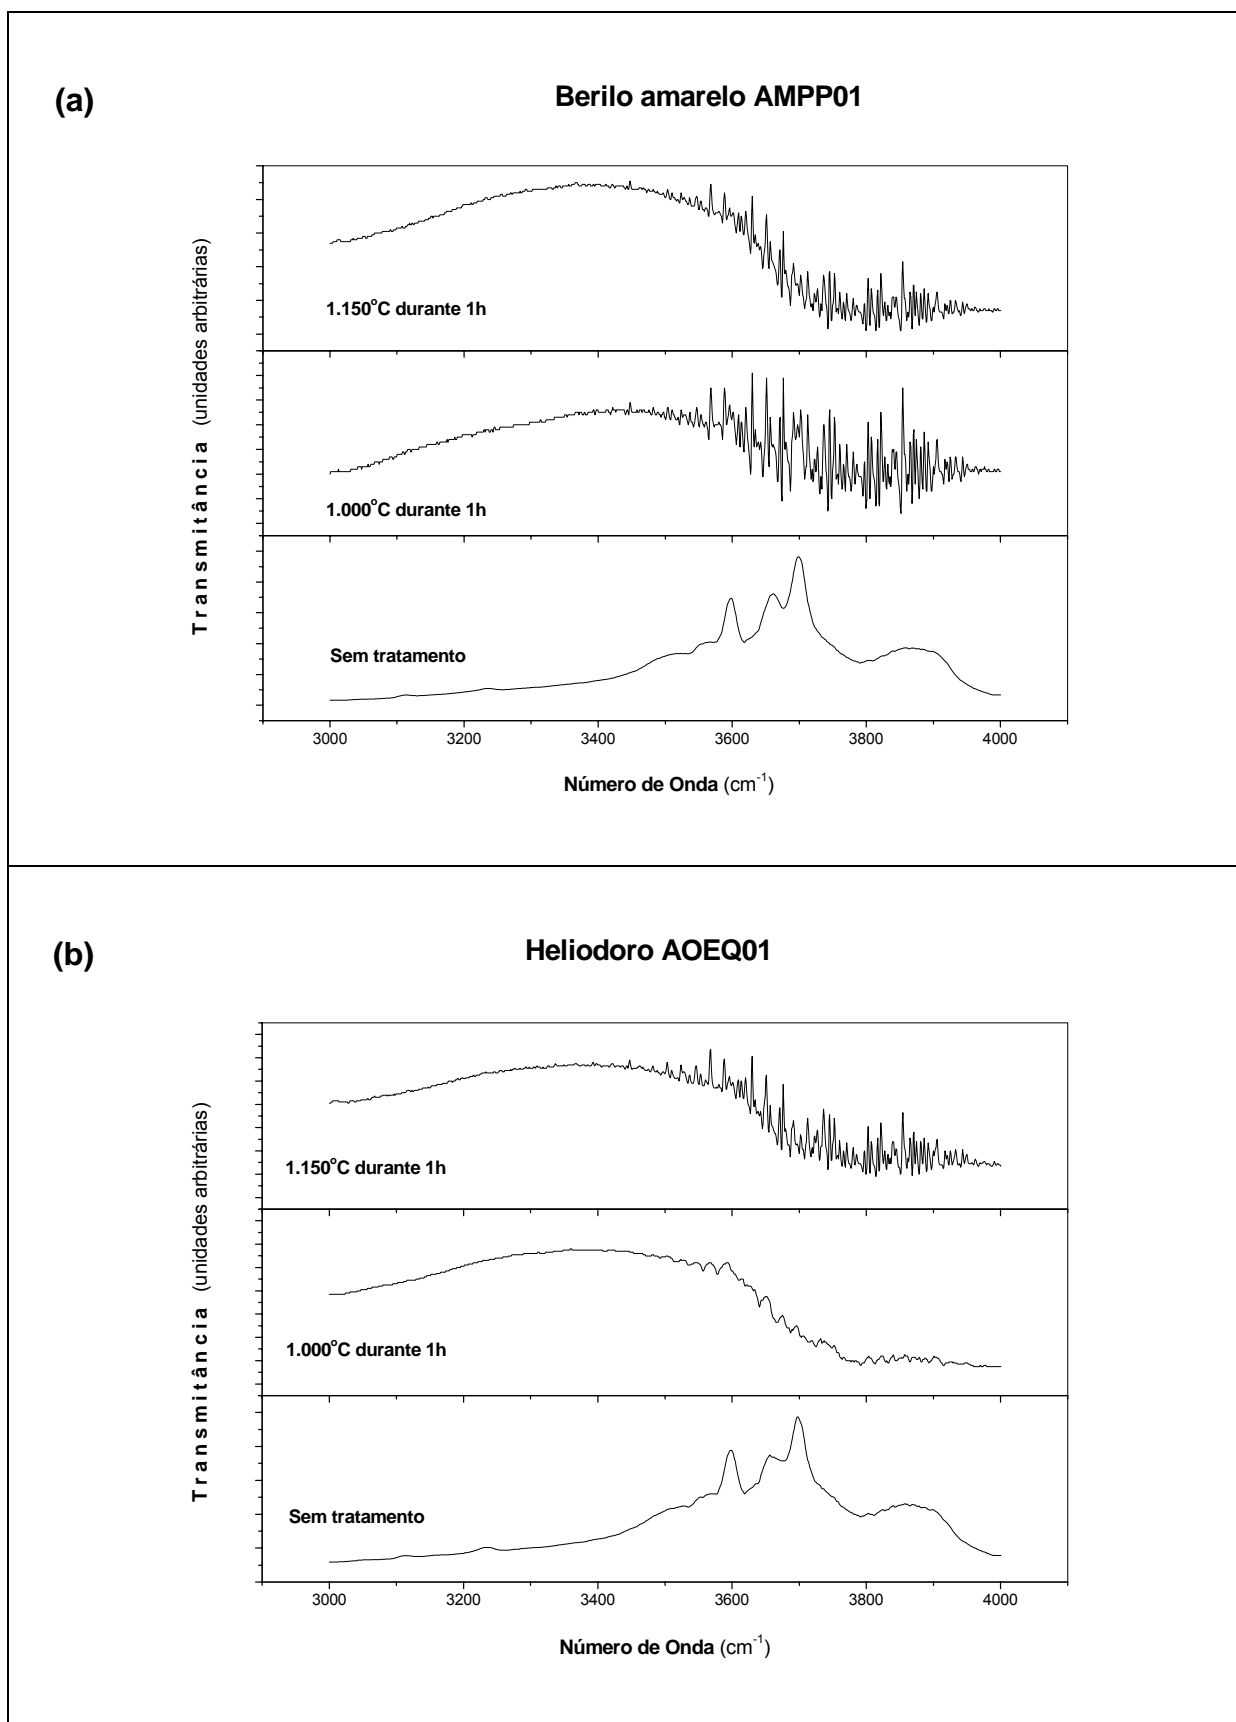 (a)
Berilo amarelo AMPP01
Transmitância (unidades arbitrárias)
1.150°C durante 1h
1.000°C durante 1h
Sem tratamento
3000 3200 3400 3600 3800 4000
Número de Onda (cm⁻¹)
(b)
Heliodoro AOEQ01
Transmitância (unidades arbitrárias)
1.150°C durante 1h
1.000°C durante 1h
Sem tratamento
3000 3200 3400 3600 3800 4000
Número de Onda (cm⁻¹)